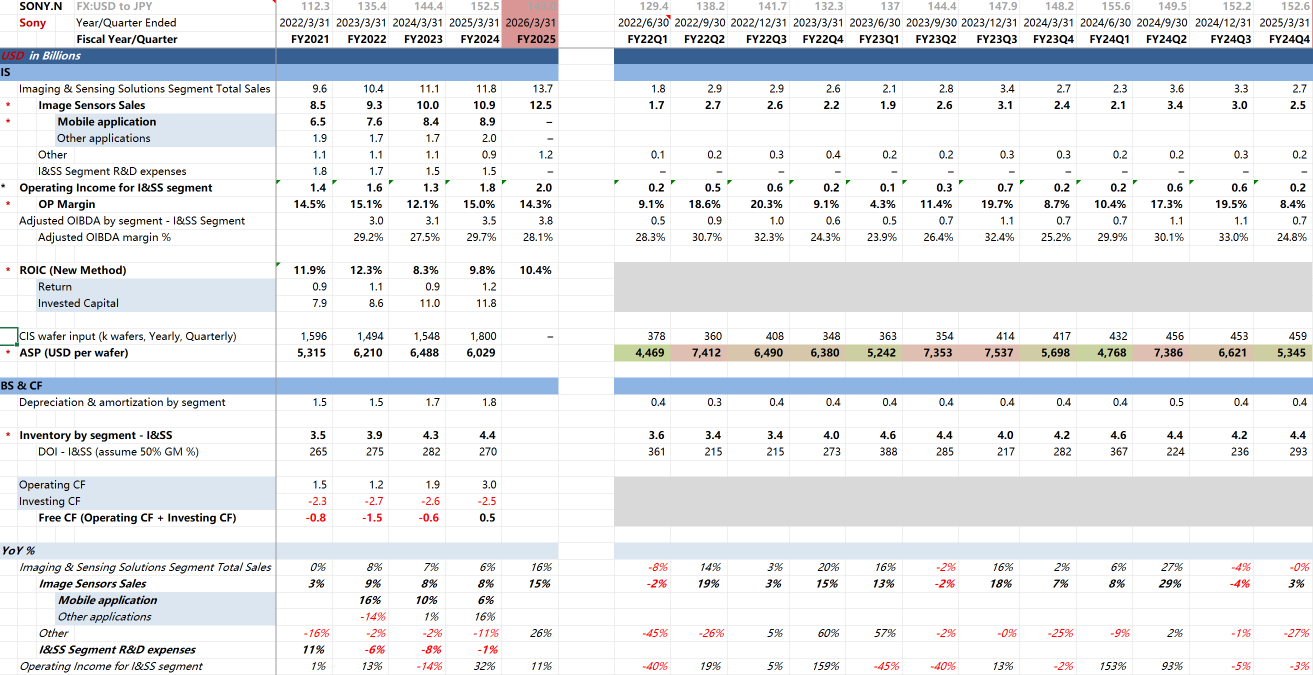 SONY.N FX:USD to JPY 112.3 135.4 144.4 152.5 143.0 129.4 138.2 141.7 132.3 137 144.4 147.9 148.2 155.6 149.5 152.2 152.6
Sony Year/Quarter Ended 2022/3/31 2023/3/31 2024/3/31 2025/3/31 2026/3/31 2022/6/30 2022/9/30 2022/12/31 2023/3/31 2023/6/30 2023/9/30 2023/12/31 2024/3/31 2024/6/30 2024/9/30 2024/12/31 2025/3/31
Fiscal Year/Quarter FY2021 FY2022 FY2023 FY2024 FY2025 FY22Q1 FY22Q2 FY22Q3 FY22Q4 FY23Q1 FY23Q2 FY23Q3 FY23Q4 FY24Q1 FY24Q2 FY24Q3 FY24Q4
USD in Billions
IS
Imaging & Sensing Solutions Segment Total Sales 9.6 10.4 11.1 11.8 13.7 1.8 2.9 2.9 2.6 2.1 2.8 3.4 2.7 2.3 3.6 3.3 2.7
* Image Sensors Sales 8.5 9.3 10.0 10.9 12.5 1.7 2.7 2.6 2.2 1.9 2.6 3.1 2.4 2.1 3.4 3.0 2.5
* Mobile application 6.5 7.6 8.4 8.9 –
Other applications 1.9 1.7 1.7 2.0 –
Other 1.1 1.1 1.1 0.9 1.2 0.1 0.2 0.3 0.4 0.2 0.2 0.3 0.3 0.2 0.2 0.3 0.2
I&SS Segment R&D expenses 1.8 1.7 1.5 1.5 – – – – – – – – – – – – –
* Operating Income for I&SS segment 1.4 1.6 1.3 1.8 2.0 0.2 0.5 0.6 0.2 0.1 0.3 0.7 0.2 0.2 0.6 0.6 0.2
* OP Margin 14.5% 15.1% 12.1% 15.0% 14.3% 9.1% 18.6% 20.3% 9.1% 4.3% 11.4% 19.7% 8.7% 10.4% 17.3% 19.5% 8.4%
Adjusted OIBDA by segment - I&SS Segment 3.0 3.1 3.5 3.8 0.5 0.9 1.0 0.6 0.5 0.7 1.1 0.7 0.7 1.1 1.1 0.7
Adjusted OIBDA margin % 29.2% 27.5% 29.7% 28.1% 28.3% 30.7% 32.3% 24.3% 23.9% 26.4% 32.4% 25.2% 29.9% 30.1% 33.0% 24.8%
* ROIC (New Method) 11.9% 12.3% 8.3% 9.8% 10.4%
Return 0.9 1.1 0.9 1.2
Invested Capital 7.9 8.6 11.0 11.8
CIS wafer input (k wafers, Yearly, Quarterly) 1,596 1,494 1,548 1,800 – 378 360 408 348 363 354 414 417 432 456 453 459
* ASP (USD per wafer) 5,315 6,210 6,488 6,029 4,469 7,412 6,490 6,380 5,242 7,353 7,537 5,698 4,768 7,386 6,621 5,345
BS & CF
Depreciation & amortization by segment 1.5 1.5 1.7 1.8 0.4 0.3 0.4 0.4 0.4 0.4 0.4 0.4 0.4 0.5 0.4 0.4
* Inventory by segment - I&SS 3.5 3.9 4.3 4.4 3.6 3.4 3.4 4.0 4.6 4.4 4.0 4.2 4.6 4.4 4.2 4.4
DOI - I&SS (assume 50% GM %) 265 275 282 270 361 215 215 273 388 285 217 282 367 224 236 293
Operating CF 1.5 1.2 1.9 3.0
Investing CF -2.3 -2.7 -2.6 -2.5
Free CF (Operating CF + Investing CF) -0.8 -1.5 -0.6 0.5
YoY %
Imaging & Sensing Solutions Segment Total Sales 0% 8% 7% 6% 16% -8% 14% 3% 20% 16% -2% 16% 2% 6% 27% -4% -0%
Image Sensors Sales 3% 9% 8% 8% 15% -2% 19% 3% 15% 13% -2% 18% 7% 8% 29% -4% 3%
Mobile application 16% 10% 6%
Other applications -14% 1% 16%
Other -16% -2% -2% -11% 26% -45% -26% 5% 60% 57% -2% -0% -25% -9% 2% -1% -27%
I&SS Segment R&D expenses 11% -6% -8% -1%
Operating Income for I&SS segment 1% 13% -14% 32% 11% -40% 19% 5% 159% -45% -40% 13% -2% 153% 93% -5% -3%